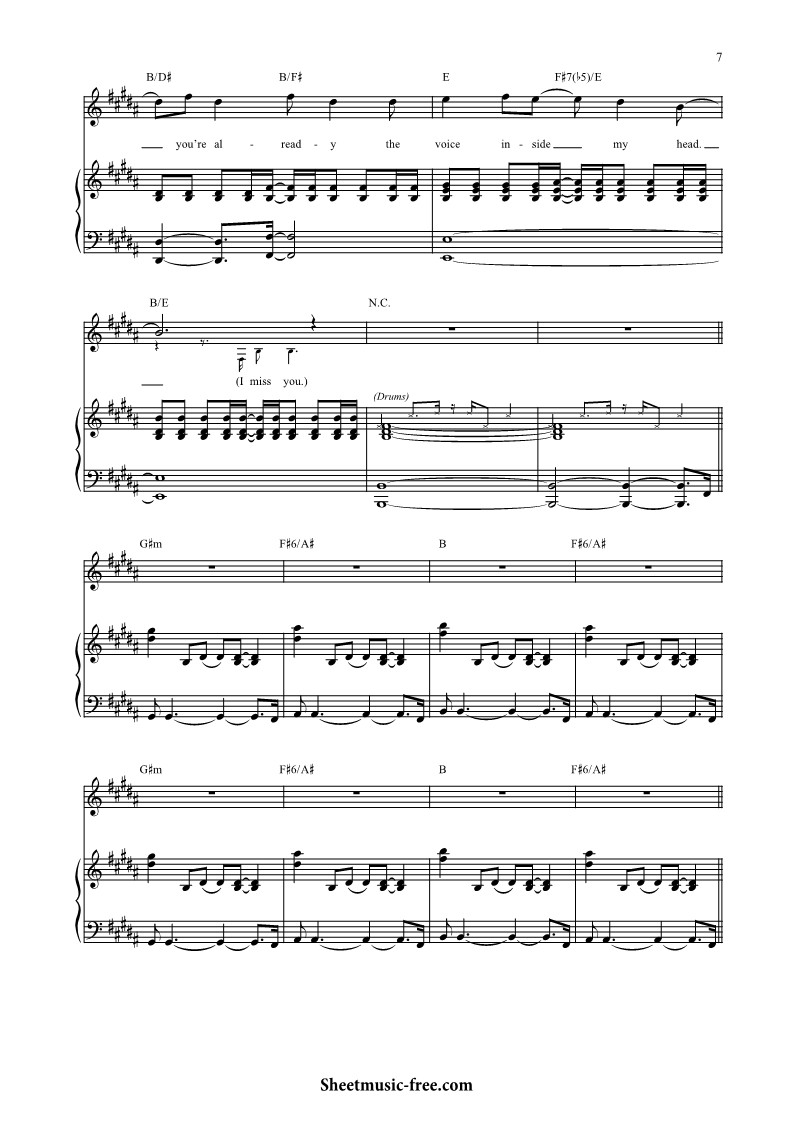 7
B/D♯ B/F♯ E F♯7(♭5)/E
you're al - read - y the voice in - side my head.
B/E N.C.
(I miss you.)
(Drums)
G♯m F♯6/A♯ B F♯6/A♯
G♯m F♯6/A♯ B F♯6/A♯
Sheetmusic-free.com